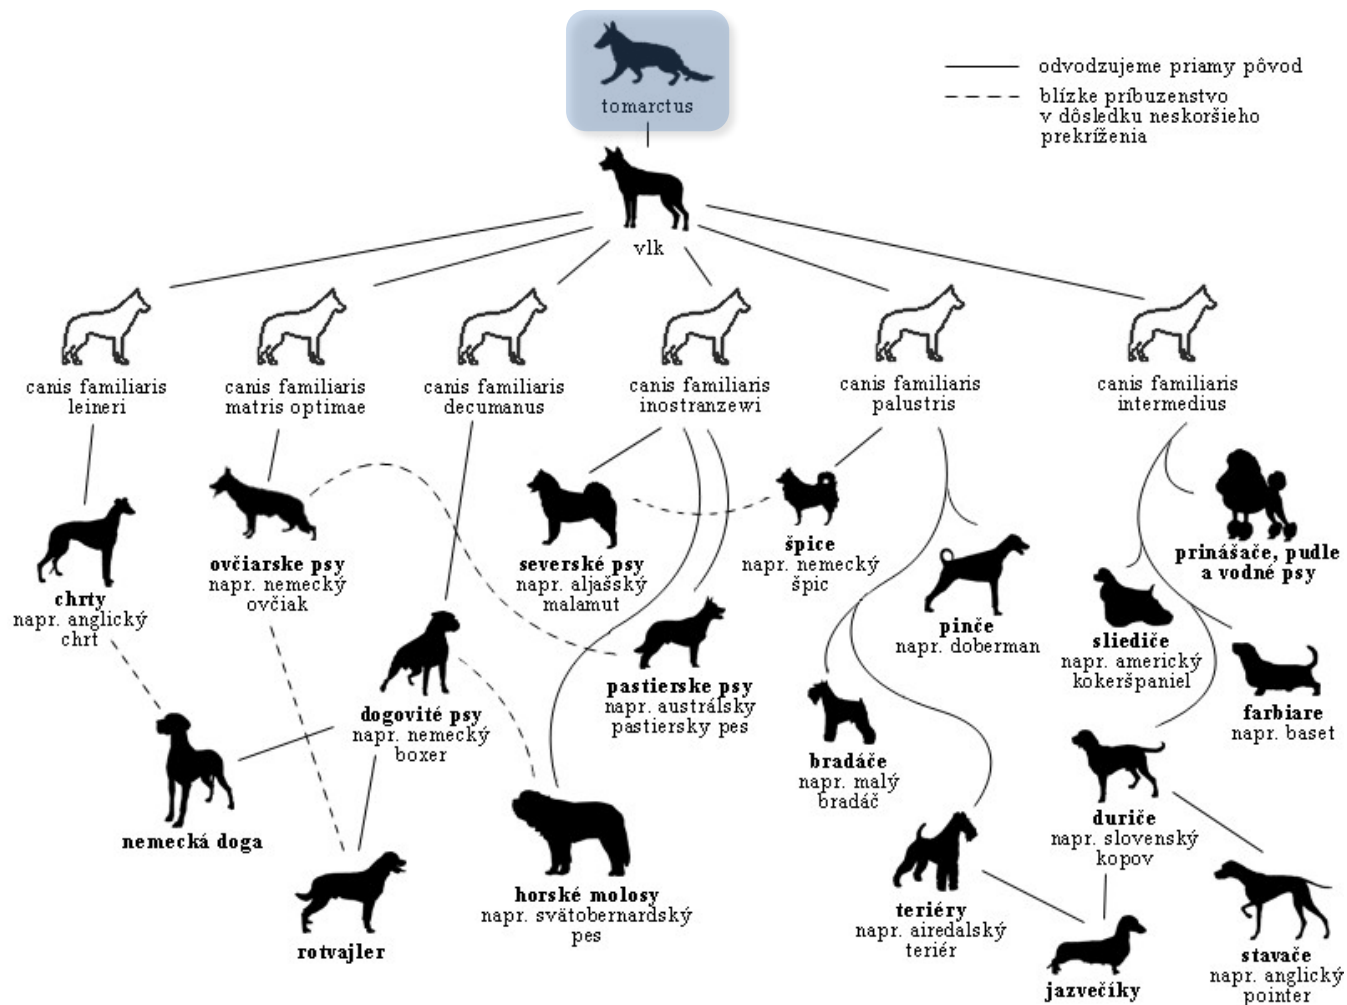 tomarctus
odvodzujeme priamy pôvod
blízke príbuzenstvo
v dôsledku neskoršieho
prekríženia
vlk
canis familiaris
leineri
canis familiaris
matris optimae
canis familiaris
decumanus
canis familiaris
inostranzewi
canis familiaris
palustris
canis familiaris
intermedius
chrty
napr. anglický
chrt
ovčiarske psy
napr. nemecký
ovčiak
severské psy
napr. aljašský
malamut
špice
napr. nemecký
špic
prinášače, pudle
a vodné psy
pinče
napr. doberman
sliediče
napr. americký
kokeršpaniel
farbiare
napr. baset
dogovité psy
napr. nemecký
boxer
pastierske psy
napr. austrálsky
pastiersky pes
bradáče
napr. malý
bradáč
duriče
napr. slovenský
kopov
nemecká doga
rotvajler
horské molosy
napr. svätobernardský
pes
teriéry
napr. airedalský
teriér
jazvečíky
stavače
napr. anglický
pointer